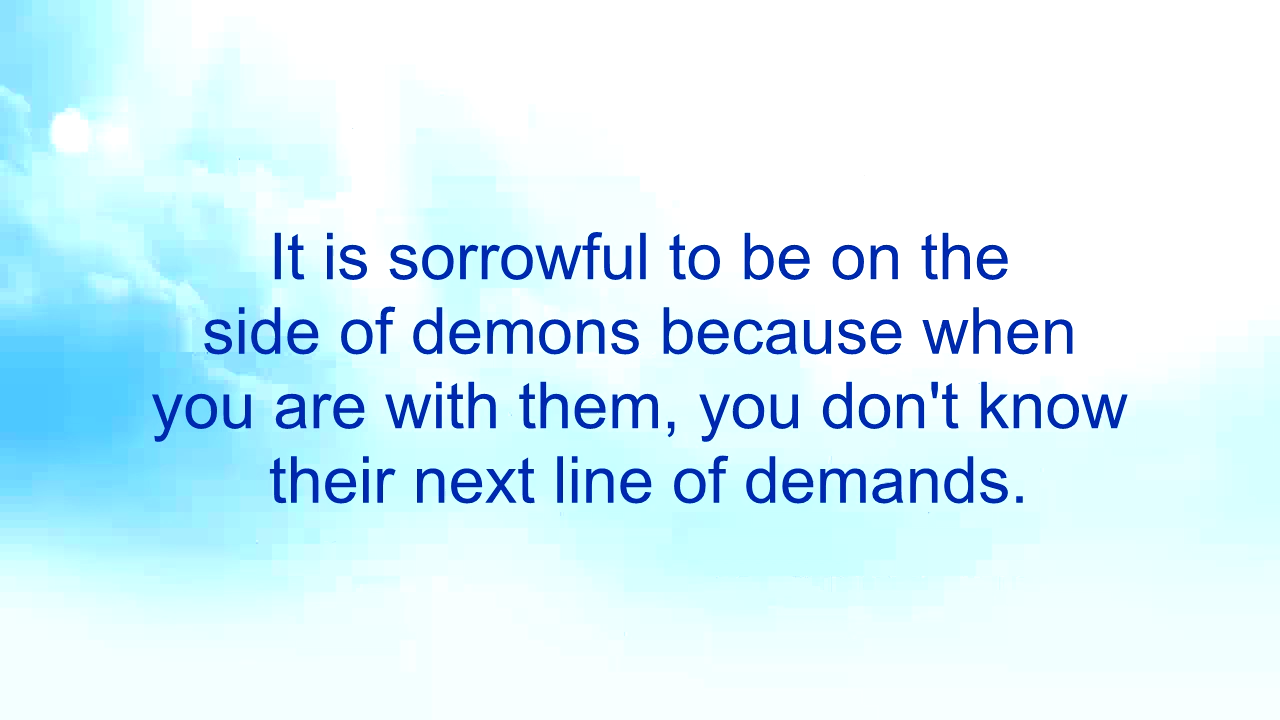 It is sorrowful to be on the
side of demons because when
you are with them, you don't know
their next line of demands.